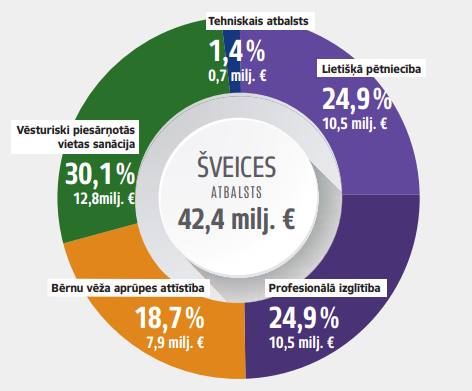 Tehniskais atbalsts
1,4%
0,7 milj. €
Lietišķā pētniecība
24,9%
10,5 milj. €
Vēsturiski piesārņotās
vietas sanācija
30,1%
12,8milj. €
ŠVEICES
ATBALSTS
42,4 milj. €
Bērnu vēža aprūpes attīstība
18,7%
7,9 milj. €
Profesionālā izglītība
24,9%
10,5 milj. €